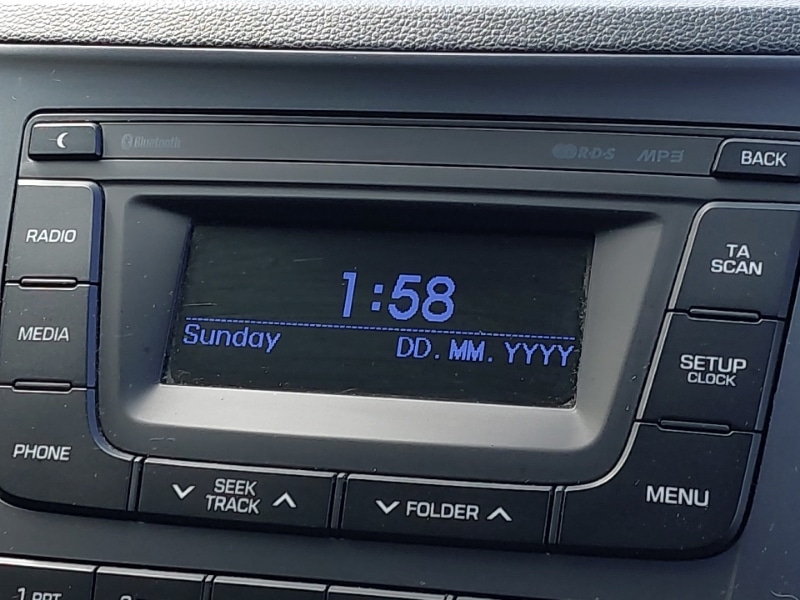 Bluetooth
R·D·S
MP3
BACK
RADIO
TA
SCAN
1:58
MEDIA
Sunday
DD.MM.YYYY
SETUP
CLOCK
PHONE
SEEK
TRACK
FOLDER
MENU
1